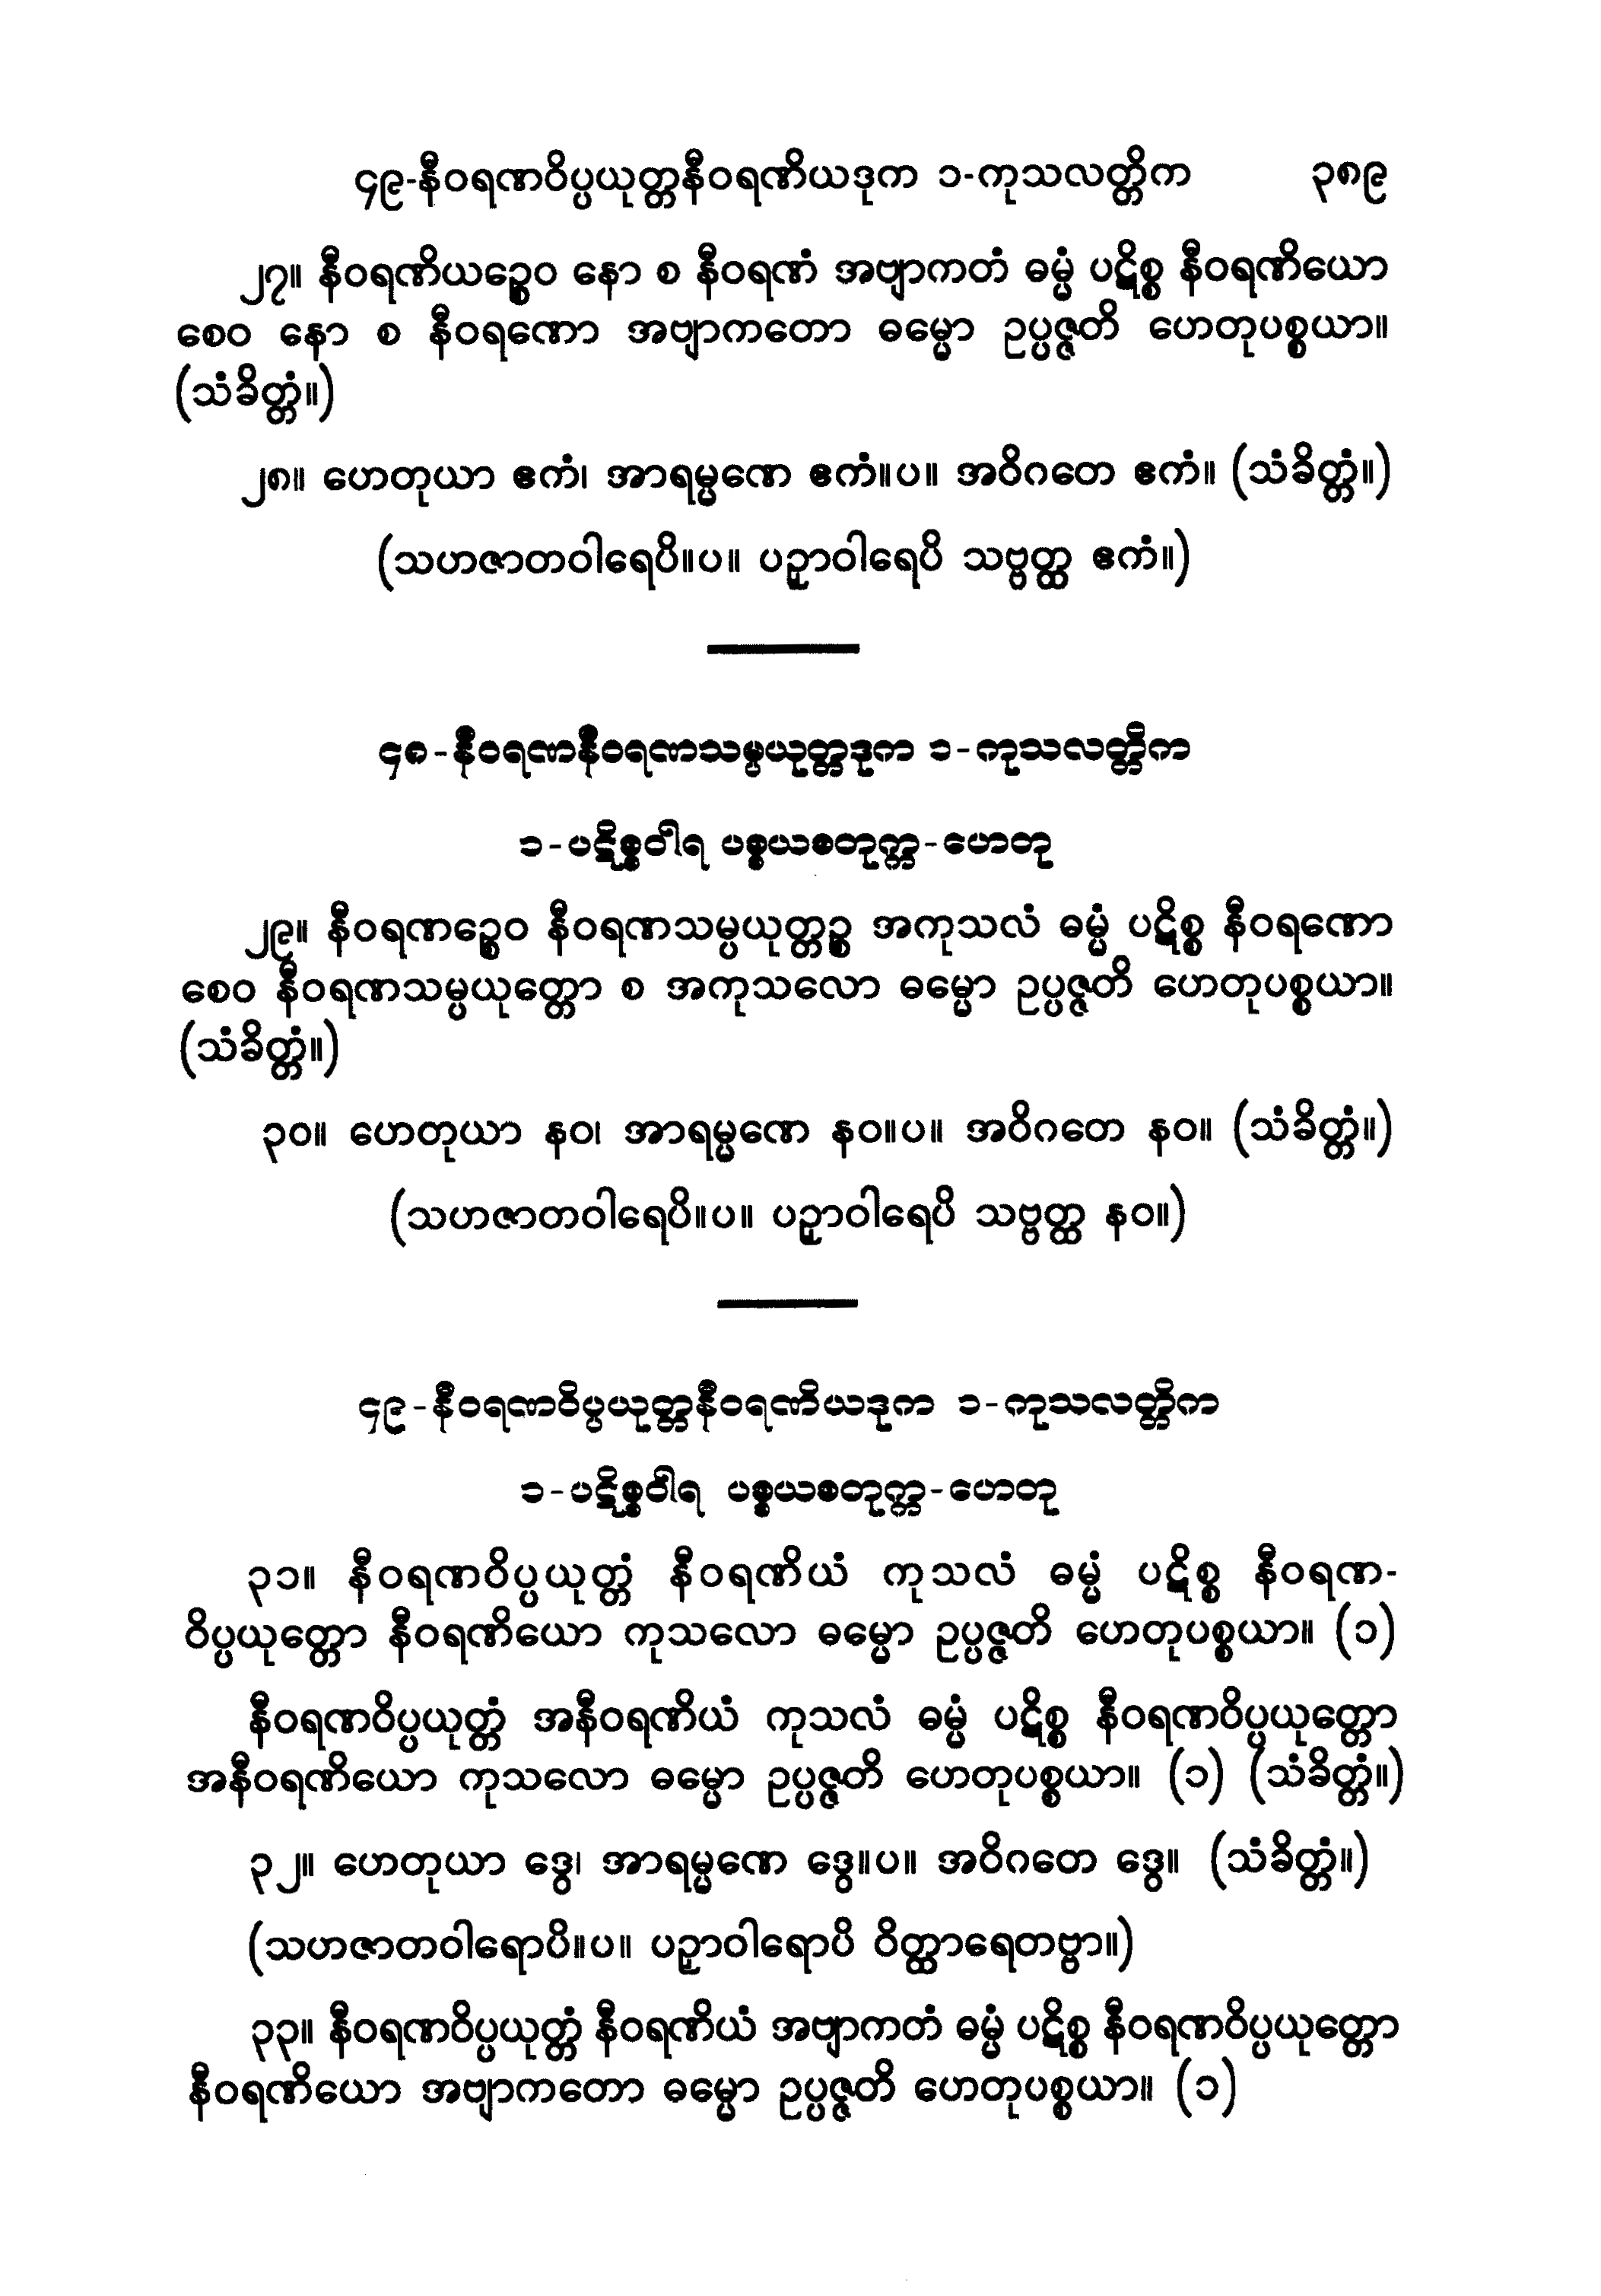 ၄၉-နီဝရဏဝိပ္ပယုတ္တနီဝရဏိယဒုက ၁-ကုသလတ္တိက ၃၈၉
၂၇။ နီဝရဏိယဉ္စေဝ နော စ နီဝရဏံ အဗျာကတံ ဓမ္မံ ပဋိစ္စ နီဝရဏိယော
စေဝ နော စ နီဝရဏော အဗျာကတော ဓမ္မော ဥပ္ပဇ္ဇတိ ဟေတုပစ္စယာ။
(သံခိတ္တံ။)
၂၈။ ဟေတုယာ ဧကံ၊ အာရမ္မဏေ ဧကံ။ပ။ အဝိဂတေ ဧကံ။ (သံခိတ္တံ။)
(သဟဇာတဝါရေပိ။ပ။ ပဉှာဝါရေပိ သဗ္ဗတ္ထ ဧကံ။)
၄၈-နီဝရဏနီဝရဏသမ္ပယုတ္တဒုက ၁-ကုသလတ္တိက
၁-ပဋိစ္စဝါရ ပစ္စယစတုက္က-ဟေတု
၂၉။ နီဝရဏဉ္စေဝ နီဝရဏသမ္ပယုတ္တဉ္စ အကုသလံ ဓမ္မံ ပဋိစ္စ နီဝရဏော
စေဝ နီဝရဏသမ္ပယုတ္တော စ အကုသလော ဓမ္မော ဥပ္ပဇ္ဇတိ ဟေတုပစ္စယာ။
(သံခိတ္တံ။)
၃၀။ ဟေတုယာ နဝ၊ အာရမ္မဏေ နဝ။ပ။ အဝိဂတေ နဝ။ (သံခိတ္တံ။)
(သဟဇာတဝါရေပိ။ပ။ ပဉှာဝါရေပိ သဗ္ဗတ္ထ နဝ။)
၄၉-နီဝရဏဝိပ္ပယုတ္တနီဝရဏိယဒုက ၁-ကုသလတ္တိက
၁-ပဋိစ္စဝါရ ပစ္စယစတုက္က-ဟေတု
၃၁။ နီဝရဏဝိပ္ပယုတ္တံ နီဝရဏိယံ ကုသလံ ဓမ္မံ ပဋိစ္စ နီဝရဏ-
ဝိပ္ပယုတ္တော နီဝရဏိယော ကုသလော ဓမ္မော ဥပ္ပဇ္ဇတိ ဟေတုပစ္စယာ။ (၁)
နီဝရဏဝိပ္ပယုတ္တံ အနီဝရဏိယံ ကုသလံ ဓမ္မံ ပဋိစ္စ နီဝရဏဝိပ္ပယုတ္တော
အနီဝရဏိယော ကုသလော ဓမ္မော ဥပ္ပဇ္ဇတိ ဟေတုပစ္စယာ။ (၁) (သံခိတ္တံ။)
၃၂။ ဟေတုယာ ဒွေ၊ အာရမ္မဏေ ဒွေ။ပ။ အဝိဂတေ ဒွေ။ (သံခိတ္တံ။)
(သဟဇာတဝါရောပိ။ပ။ ပဉှာဝါရောပိ ဝိတ္ထာရေတဗ္ဗာ။)
၃၃။ နီဝရဏဝိပ္ပယုတ္တံ နီဝရဏိယံ အဗျာကတံ ဓမ္မံ ပဋိစ္စ နီဝရဏဝိပ္ပယုတ္တော
နီဝရဏိယော အဗျာကတော ဓမ္မော ဥပ္ပဇ္ဇတိ ဟေတုပစ္စယာ။ (၁)